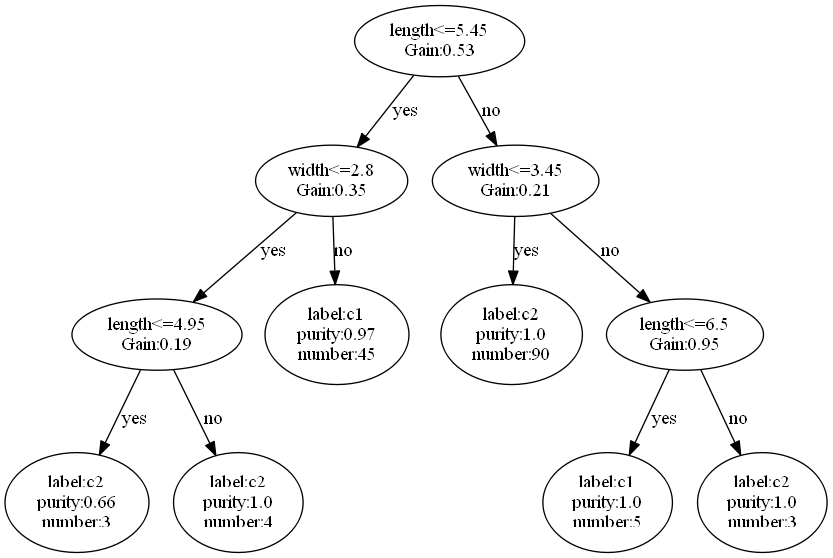 length<=5.45
Gain:0.53
yes
no
width<=2.8
Gain:0.35
width<=3.45
Gain:0.21
yes
no
yes
no
length<=4.95
Gain:0.19
label:c1
purity:0.97
number:45
label:c2
purity:1.0
number:90
length<=6.5
Gain:0.95
yes
no
yes
no
label:c2
purity:0.66
number:3
label:c2
purity:1.0
number:4
label:c1
purity:1.0
number:5
label:c2
purity:1.0
number:3